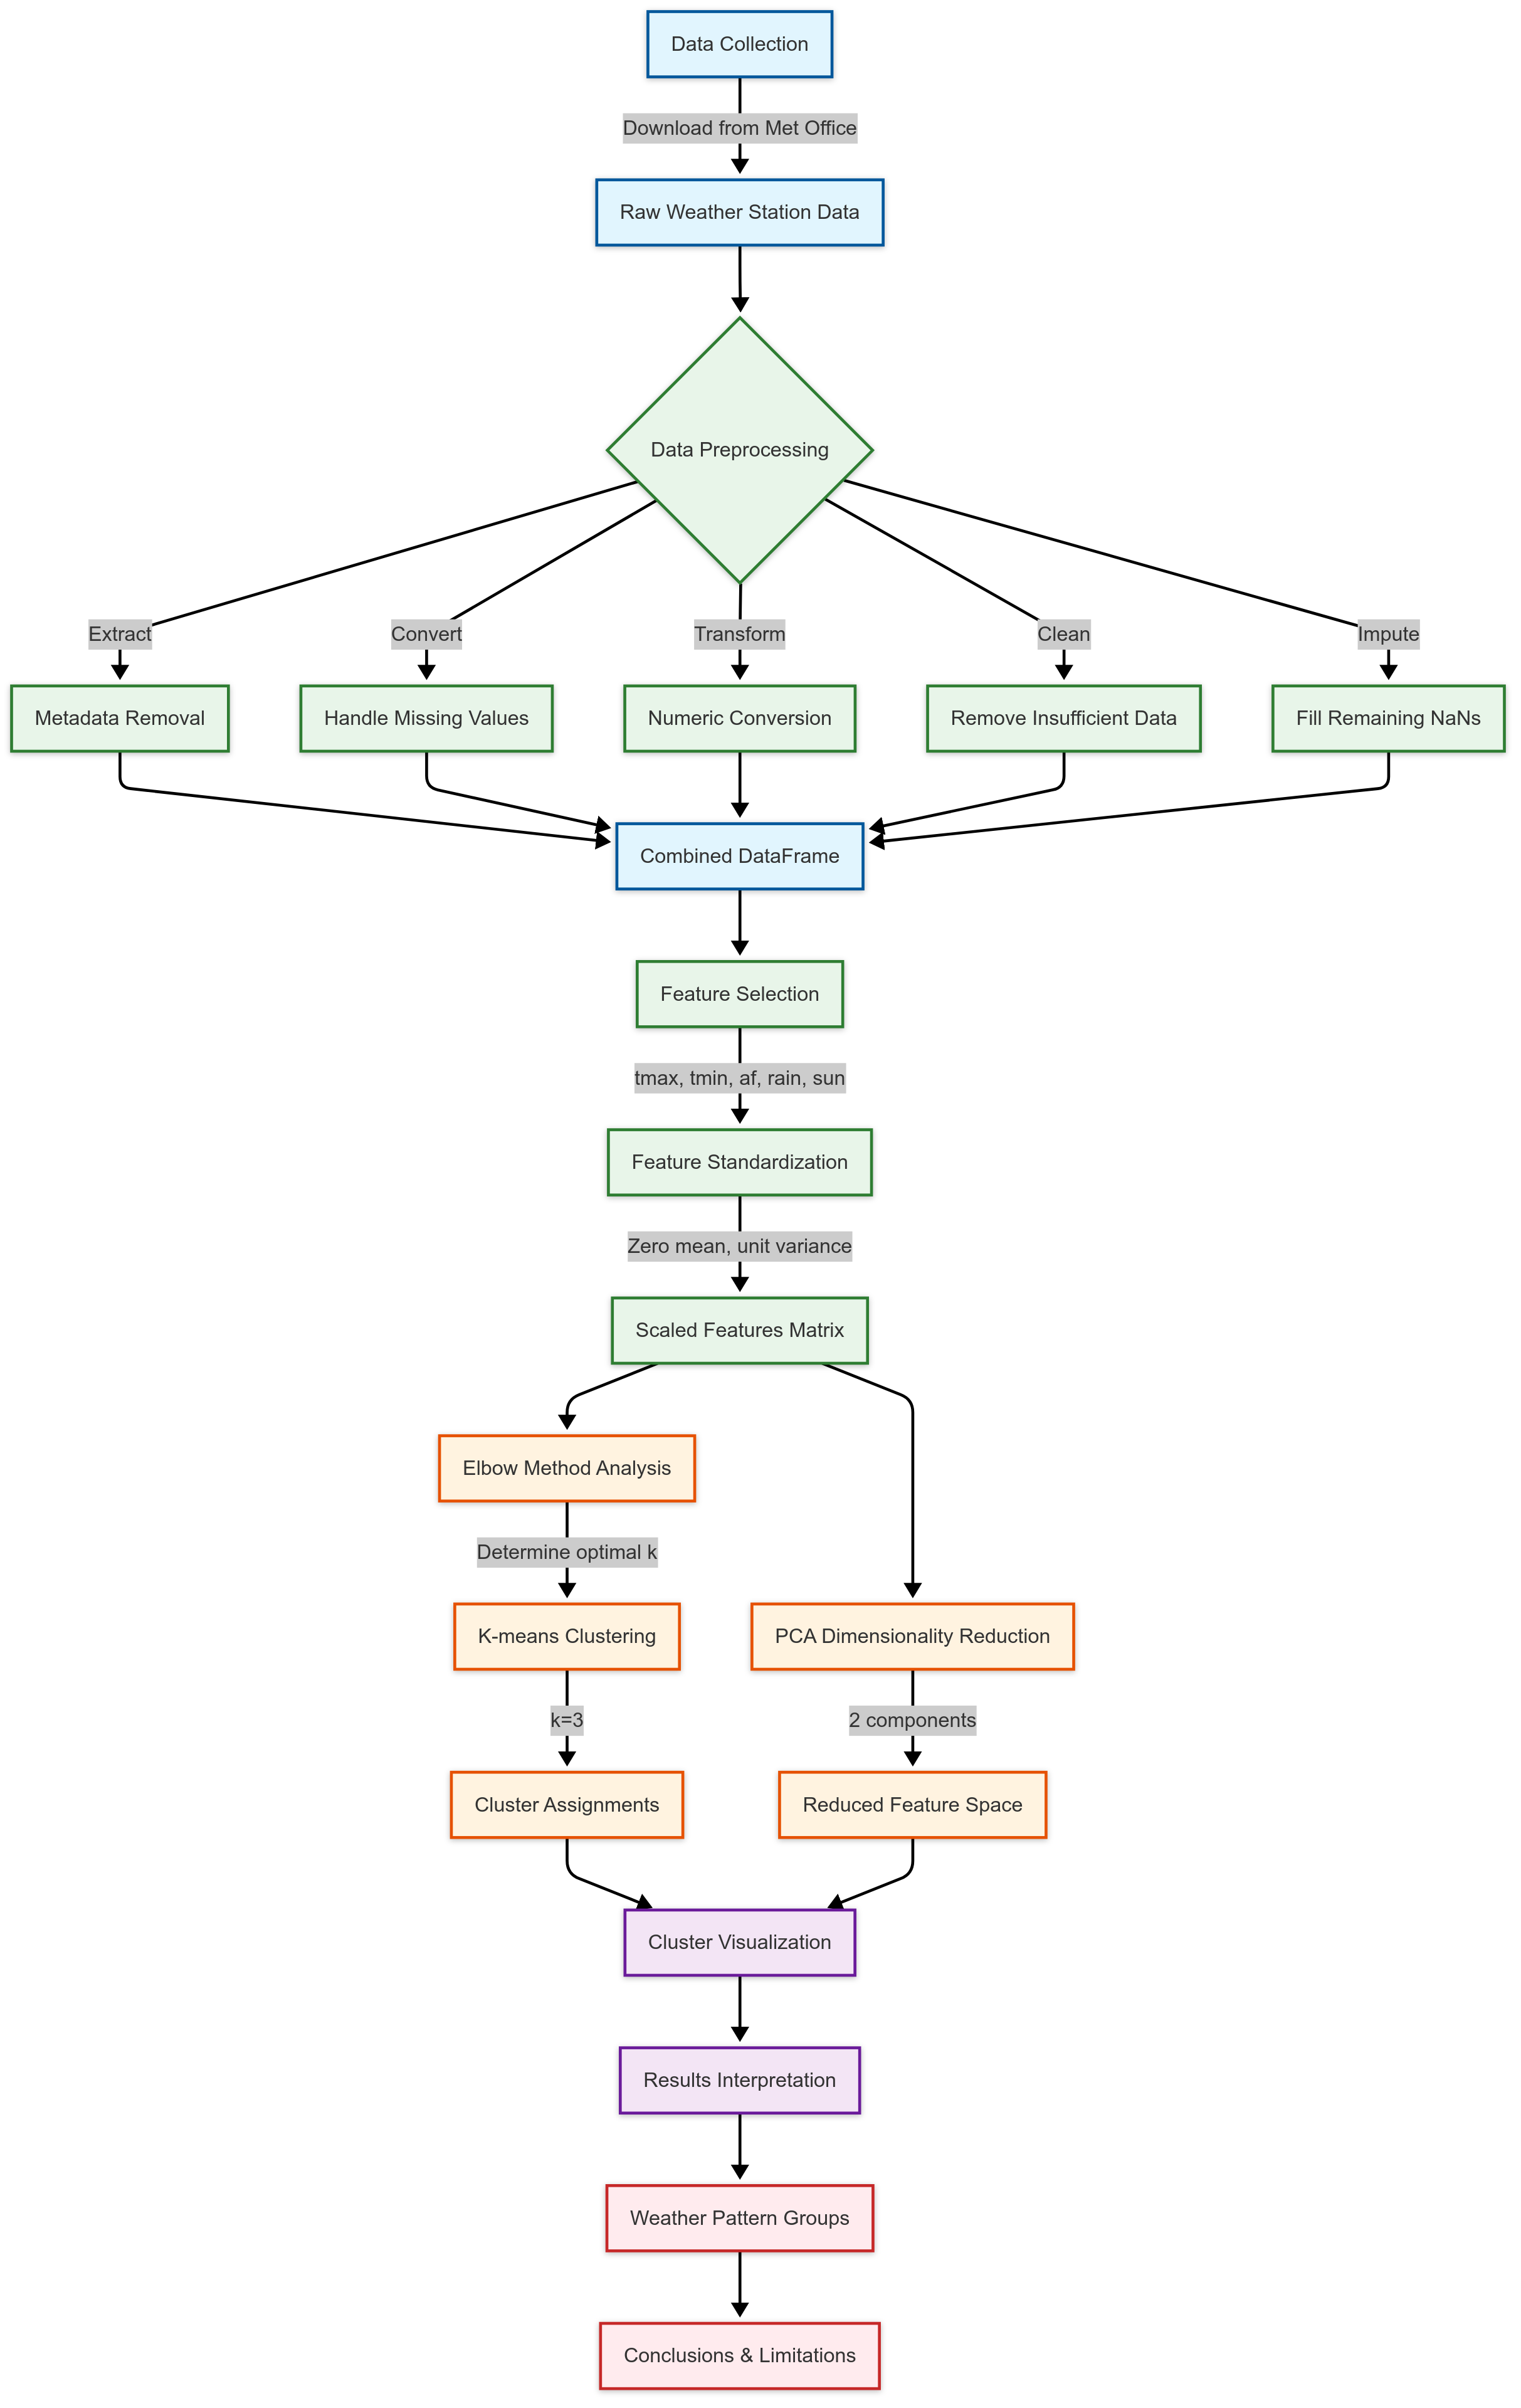 Data Collection
Download from Met Office
Raw Weather Station Data
Data Preprocessing
Extract
Convert
Transform
Clean
Impute
Metadata Removal
Handle Missing Values
Numeric Conversion
Remove Insufficient Data
Fill Remaining NaNs
Combined DataFrame
Feature Selection
tmax, tmin, af, rain, sun
Feature Standardization
Zero mean, unit variance
Scaled Features Matrix
Elbow Method Analysis
Determine optimal k
K-means Clustering
PCA Dimensionality Reduction
k=3
2 components
Cluster Assignments
Reduced Feature Space
Cluster Visualization
Results Interpretation
Weather Pattern Groups
Conclusions & Limitations